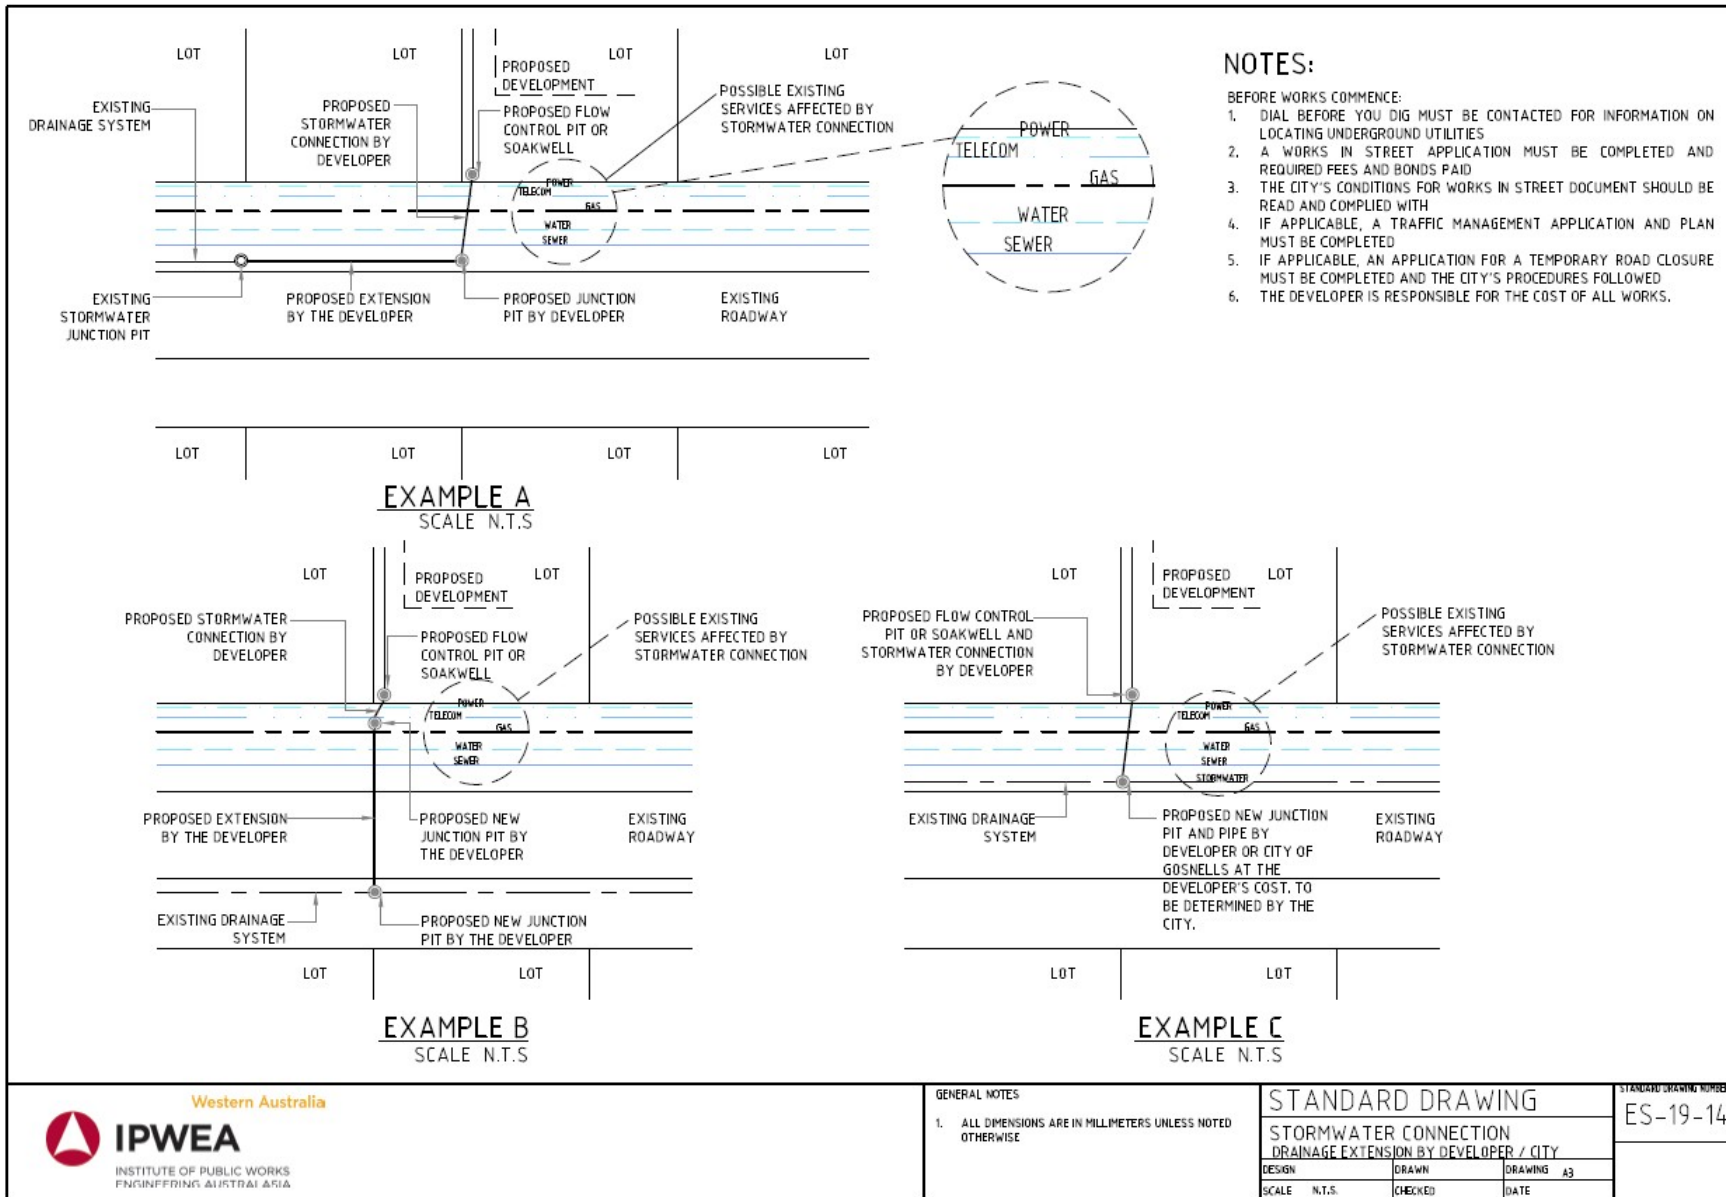 LOT
LOT
LOT
LOT
PROPOSED
DEVELOPMENT
EXISTING
DRAINAGE SYSTEM
PROPOSED
STORMWATER
CONNECTION BY
DEVELOPER
PROPOSED FLOW
CONTROL PIT OR
SOAKWELL
POSSIBLE EXISTING
SERVICES AFFECTED BY
STORMWATER CONNECTION
POWER
TELECOM
GAS
WATER
SEWER
POWER
TELECOM
GAS
WATER
SEWER
EXISTING
STORMWATER
JUNCTION PIT
PROPOSED EXTENSION
BY THE DEVELOPER
PROPOSED JUNCTION
PIT BY DEVELOPER
EXISTING
ROADWAY
LOT
LOT
LOT
LOT
EXAMPLE A
SCALE N.T.S
NOTES:
BEFORE WORKS COMMENCE:
1. DIAL BEFORE YOU DIG MUST BE CONTACTED FOR INFORMATION ON
LOCATING UNDERGROUND UTILITIES
2. A WORKS IN STREET APPLICATION MUST BE COMPLETED AND
REQUIRED FEES AND BONDS PAID
3. THE CITY'S CONDITIONS FOR WORKS IN STREET DOCUMENT SHOULD BE
READ AND COMPLIED WITH
4. IF APPLICABLE, A TRAFFIC MANAGEMENT APPLICATION AND PLAN
MUST BE COMPLETED
5. IF APPLICABLE, AN APPLICATION FOR A TEMPORARY ROAD CLOSURE
MUST BE COMPLETED AND THE CITY'S PROCEDURES FOLLOWED
6. THE DEVELOPER IS RESPONSIBLE FOR THE COST OF ALL WORKS.
LOT
PROPOSED
DEVELOPMENT
LOT
PROPOSED STORMWATER
CONNECTION BY
DEVELOPER
PROPOSED FLOW
CONTROL PIT OR
SOAKWELL
POSSIBLE EXISTING
SERVICES AFFECTED BY
STORMWATER CONNECTION
POWER
TELECOM
GAS
WATER
SEWER
PROPOSED EXTENSION
BY THE DEVELOPER
PROPOSED NEW
JUNCTION PIT BY
THE DEVELOPER
EXISTING
ROADWAY
EXISTING DRAINAGE
SYSTEM
PROPOSED NEW JUNCTION
PIT BY THE DEVELOPER
LOT
LOT
EXAMPLE B
SCALE N.T.S
LOT
PROPOSED
DEVELOPMENT
LOT
PROPOSED FLOW CONTROL
PIT OR SOAKWELL AND
STORMWATER CONNECTION
BY DEVELOPER
POSSIBLE EXISTING
SERVICES AFFECTED BY
STORMWATER CONNECTION
POWER
TELECOM
GAS
WATER
SEWER
STORMWATER
EXISTING DRAINAGE
SYSTEM
PROPOSED NEW JUNCTION
PIT AND PIPE BY
DEVELOPER OR CITY OF
GOSNELLS AT THE
DEVELOPER'S COST. TO
BE DETERMINED BY THE
CITY.
EXISTING
ROADWAY
LOT
LOT
EXAMPLE C
SCALE N.T.S
Western Australia
IPWEA
INSTITUTE OF PUBLIC WORKS
ENGINEERING AUSTRALASIA
GENERAL NOTES
1. ALL DIMENSIONS ARE IN MILLIMETERS UNLESS NOTED
OTHERWISE
STANDARD DRAWING
STORMWATER CONNECTION
DRAINAGE EXTENSION BY DEVELOPER / CITY
DESIGN DRAWN DRAWING A3
SCALE N.T.S. CHECKED DATE
STANDARD DRAWING NUMBER
ES-19-14